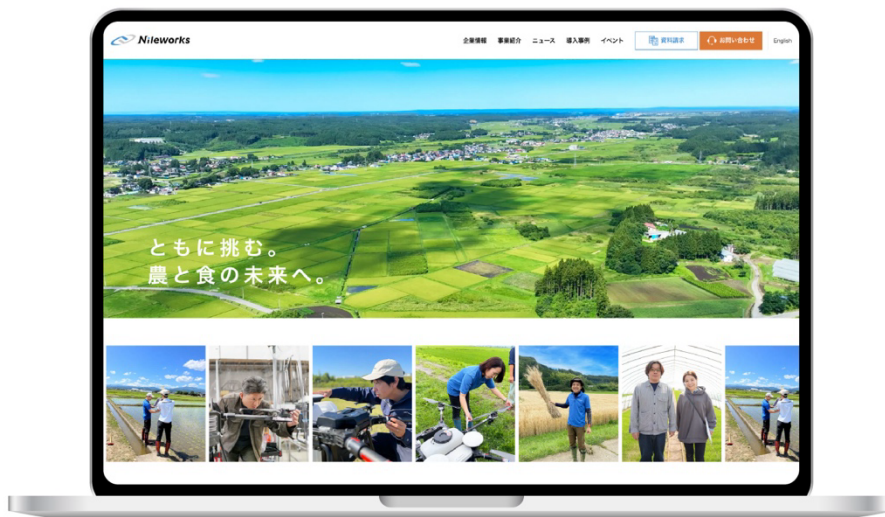 Nileworks
企業情報 事業紹介 ニュース 導入事例 イベント 資料請求 お問い合わせ English
ともに挑む。
農と食の未来へ。